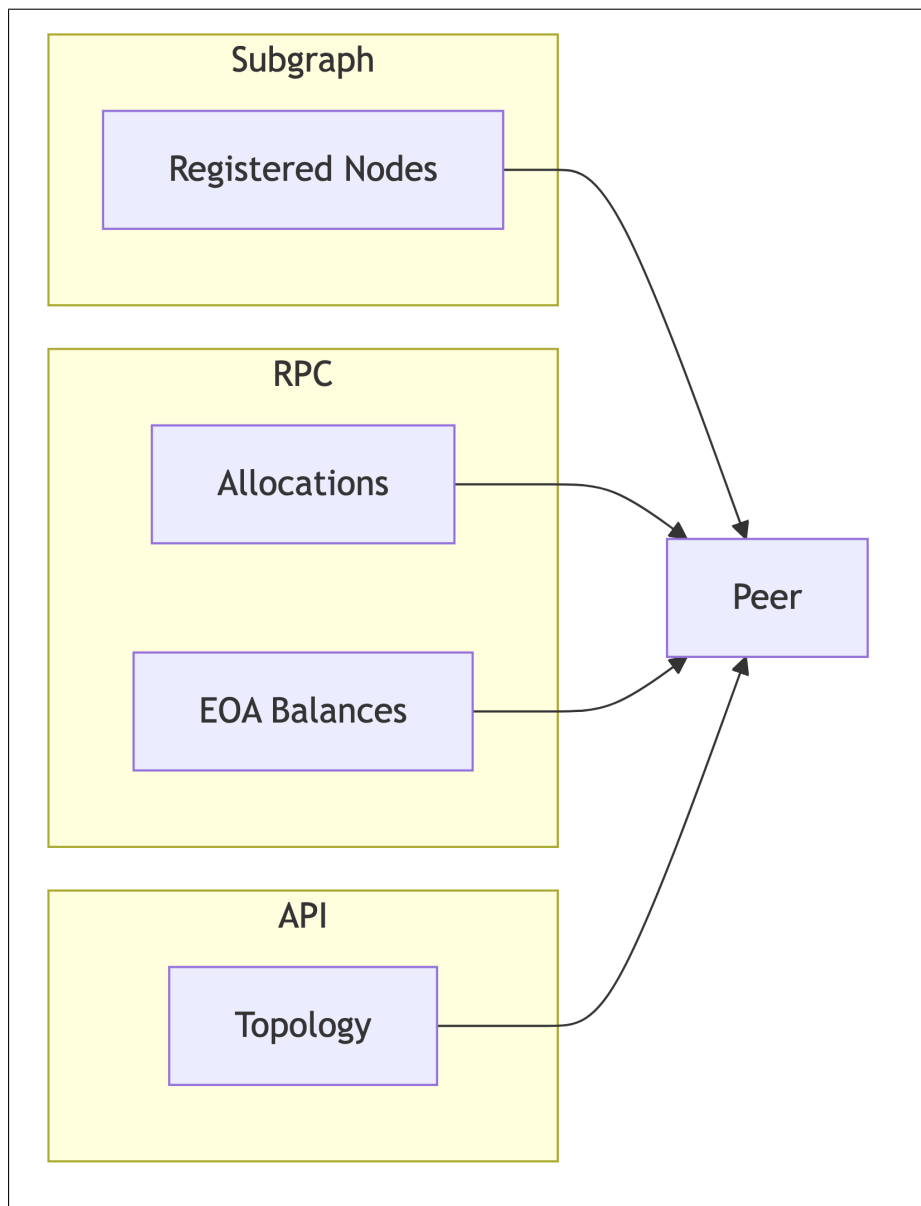 Subgraph
Registered Nodes
RPC
Allocations
Peer
EOA Balances
API
Topology